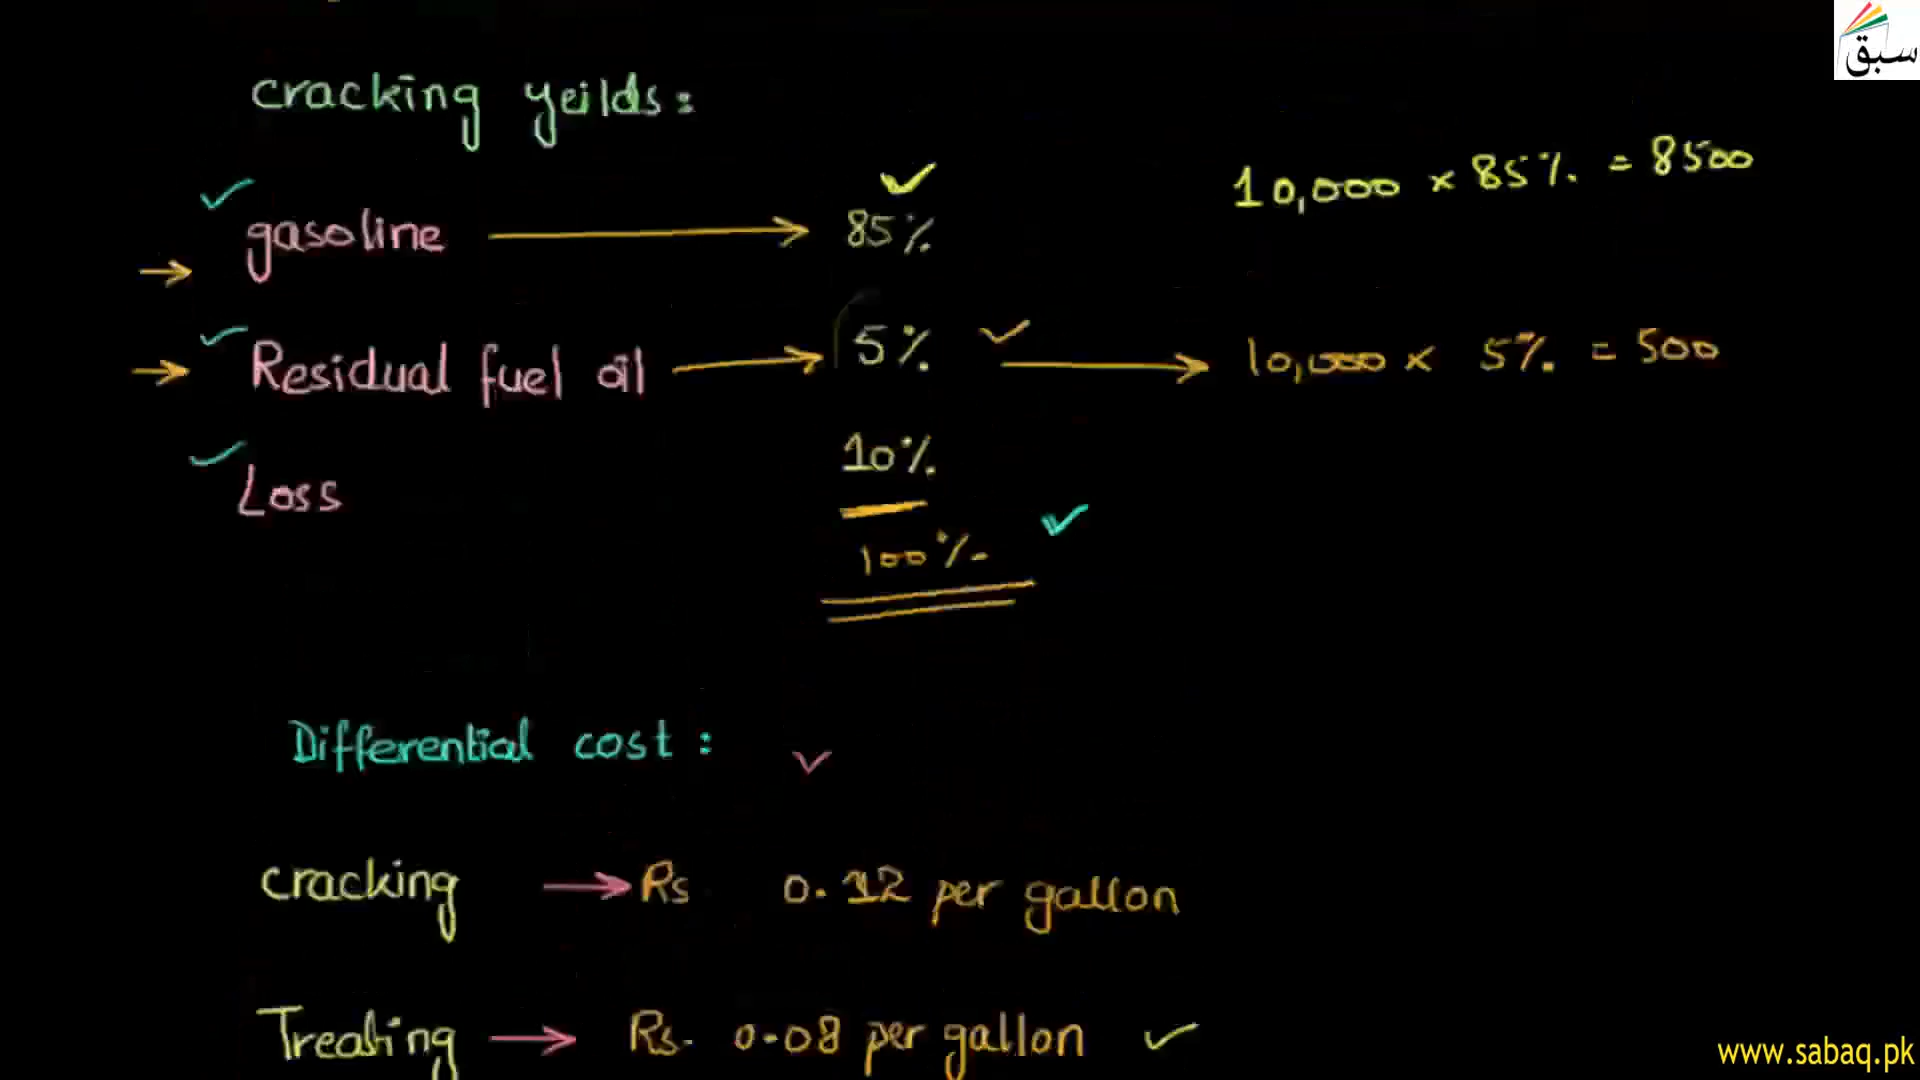 سبق
cracking yeilds:
10,000 × 85% = 8500
gasoline → 85%
→
→ Residual fuel oil → 5% → 10,000 × 5% = 500
Loss 10%
100%
Differential cost :
cracking → Rs 0.12 per gallon
Treating → Rs. 0.08 per gallon
www.sabaq.pk